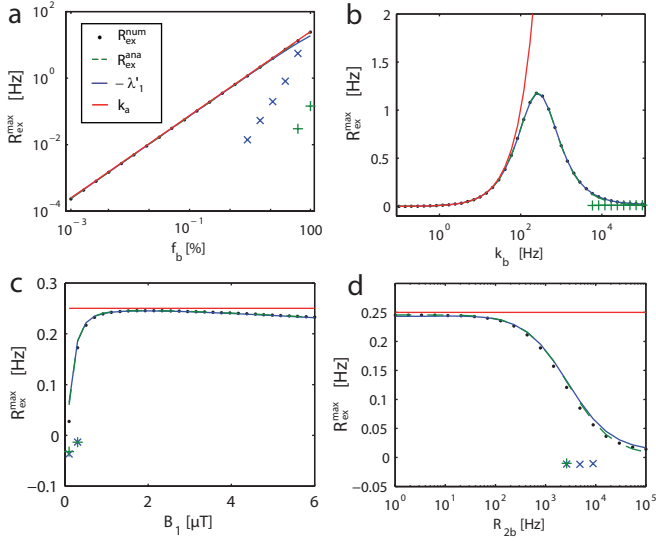 a
R_ex^max [Hz]
10^2
10^0
10^−2
10^−4
R_ex^num
R_ex^ana
− λ'_1
k_a
10^−3
10^−1
100
f_b [%]
b
R_ex^max [Hz]
2
1.5
1
0.5
0
10^0
10^2
10^4
k_b [Hz]
c
R_ex^max [Hz]
0.3
0.2
0.1
0
−0.1
0
2
4
6
B_1 [µT]
d
R_ex^max [Hz]
0.25
0.2
0.15
0.1
0.05
0
−0.05
10^0
10^1
10^2
10^3
10^4
10^5
R_2b [Hz]